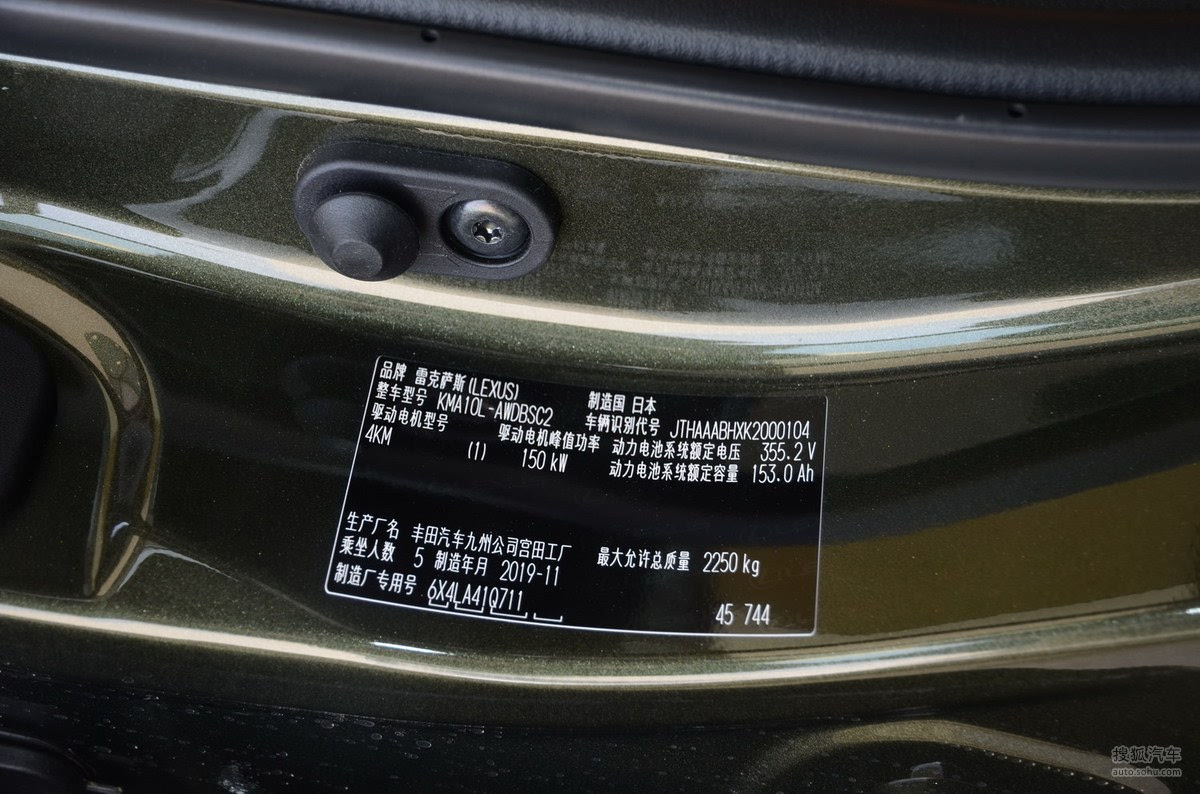 品牌 雷克萨斯(LEXUS) 制造国 日本
整车型号 KMA10L-AWDBSC2 车辆识别代号 JTHAAABHXK2000104
驱动电机型号 驱动电机峰值功率 动力电池系统额定电压 355.2 V
4KM (1) 150 kW 动力电池系统额定容量 153.0 Ah
生产厂名 丰田汽车九州公司宫田工厂 最大允许总质量 2250 kg
乘坐人数 5 制造年月 2019-11
制造厂专用号 6X4LA41Q711 45 744
搜狐汽车
auto.sohu.com